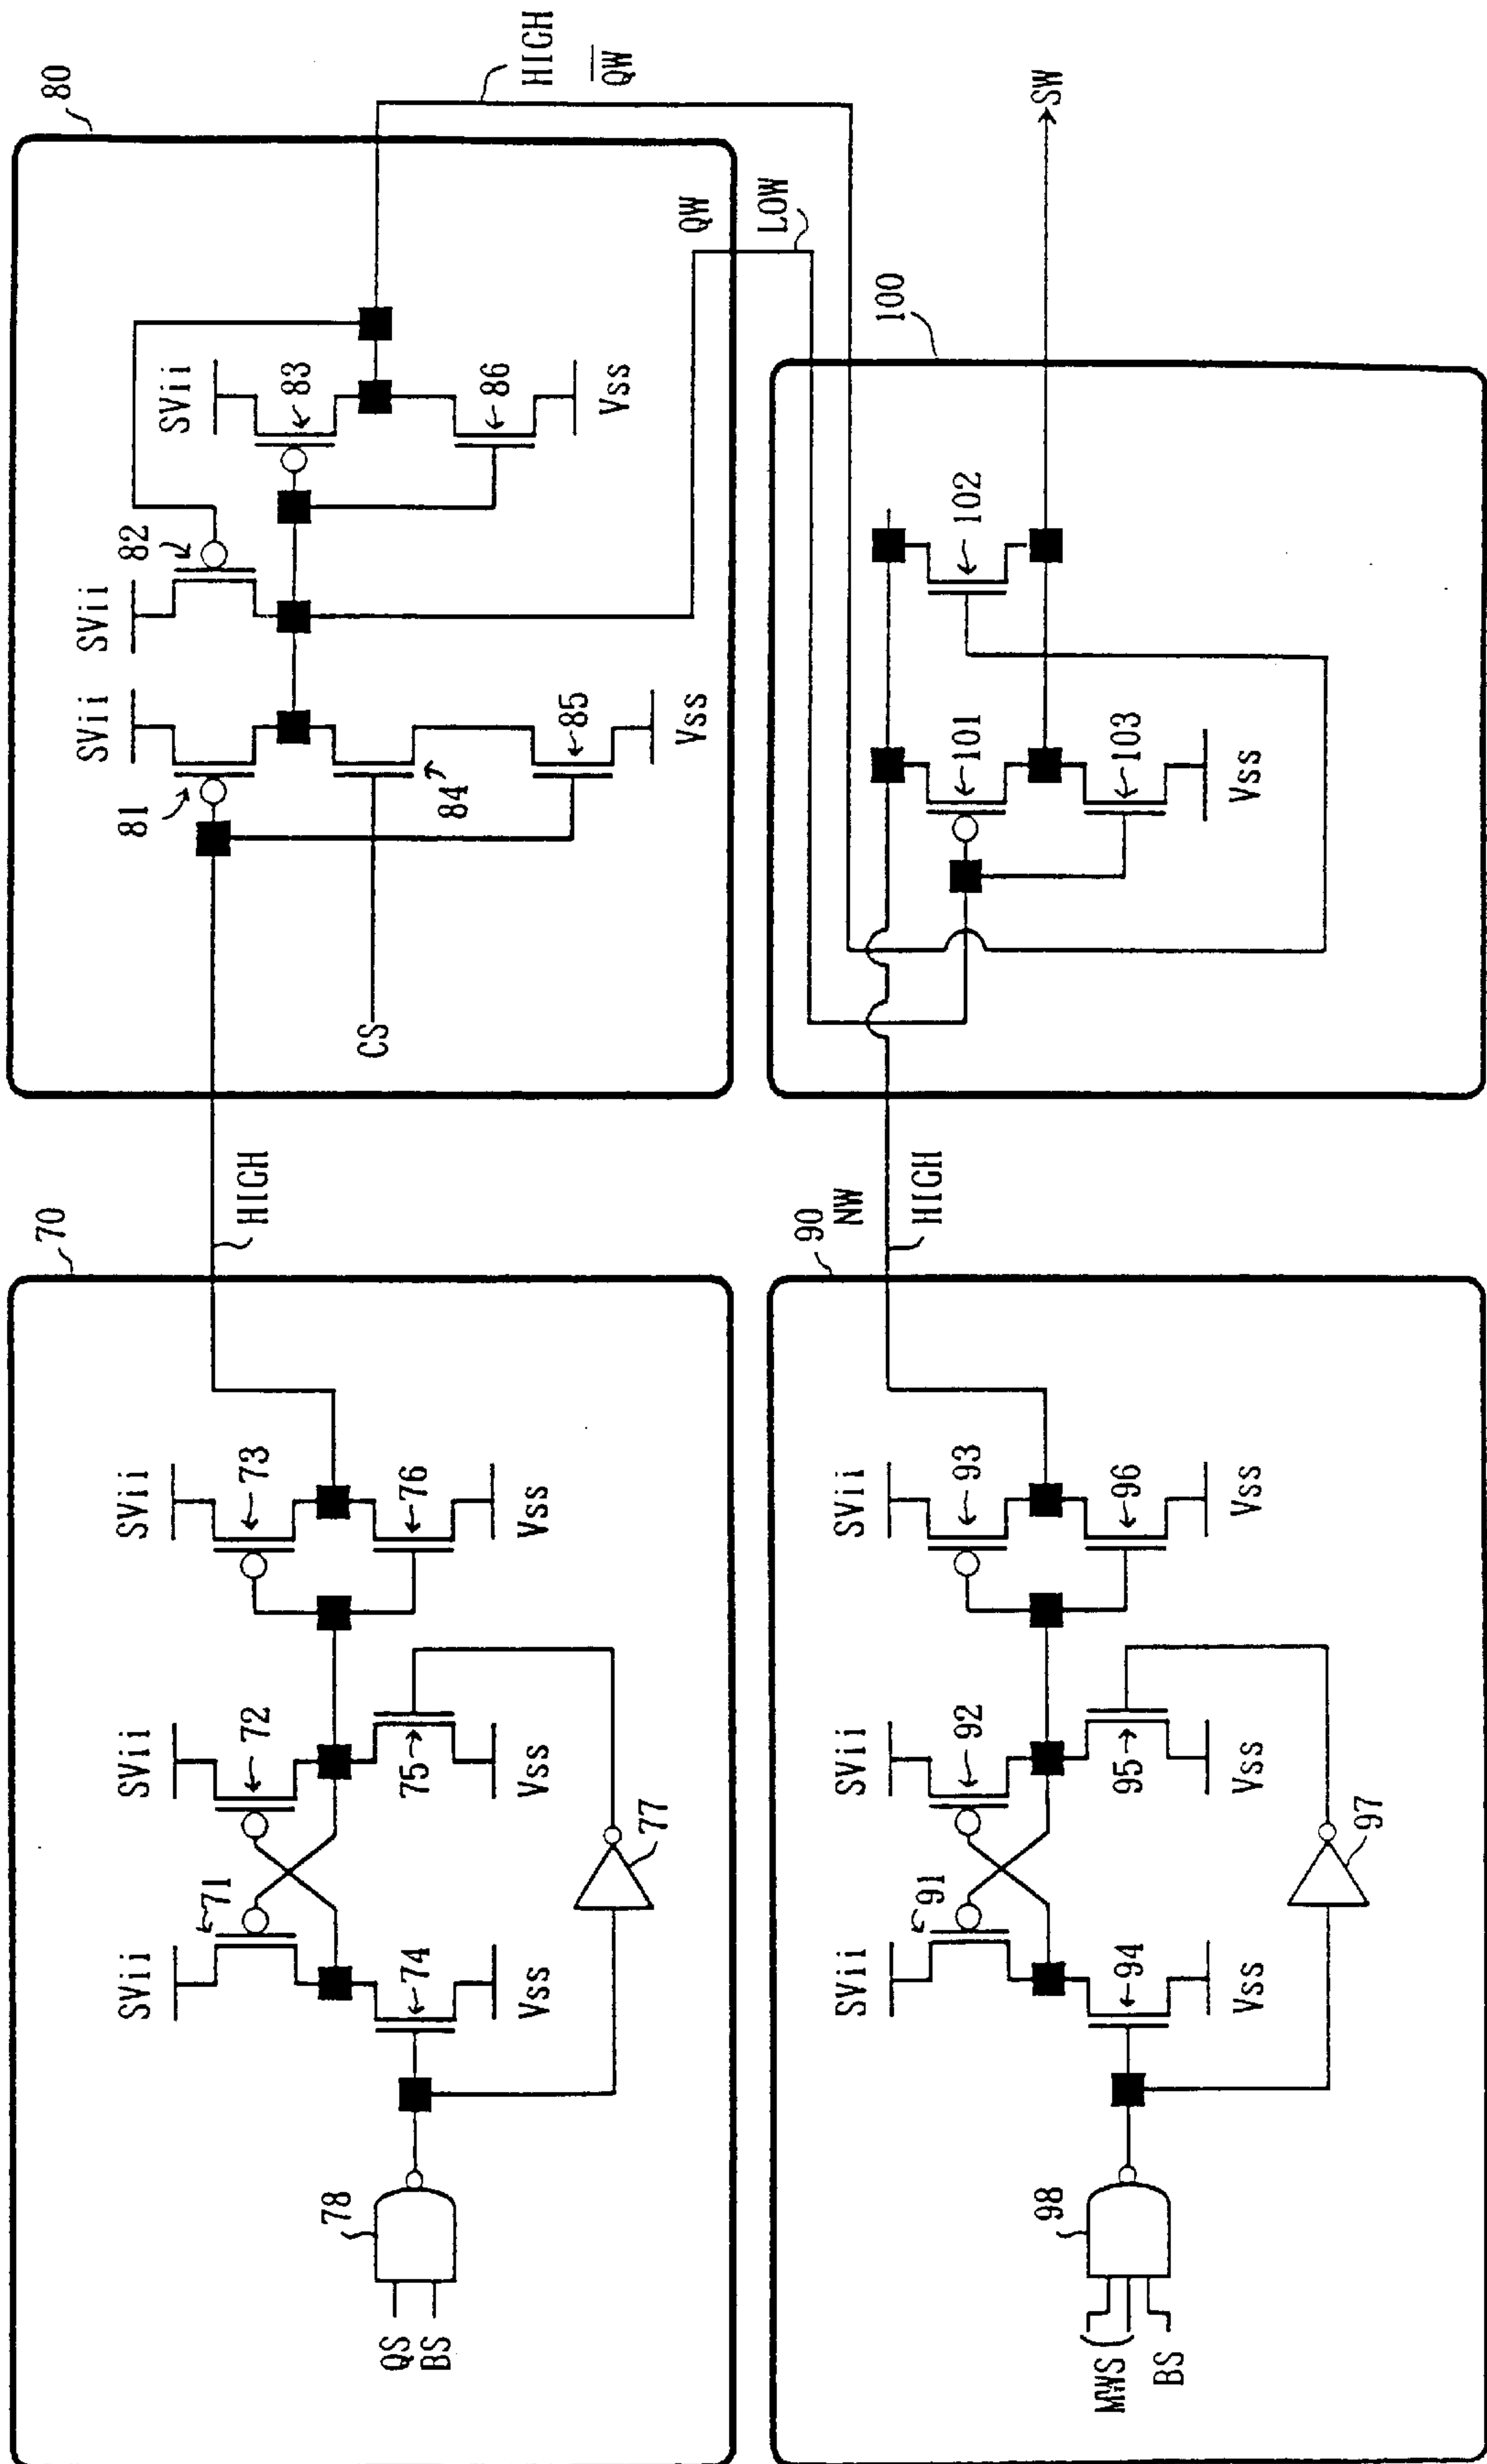 70
SVii
SVii
SVii
71
72
73
74
75
76
Vss
Vss
Vss
77
78
QS
BS
HIGH
80
SVii
SVii
SVii
81
82
83
84
85
86
Vss
Vss
CS
QW
LOW
HIGH
Q̅W̅
90
NW
HIGH
SVii
SVii
SVii
91
92
93
94
95
96
Vss
Vss
Vss
97
98
MWS
BS
100
101
102
103
Vss
SW